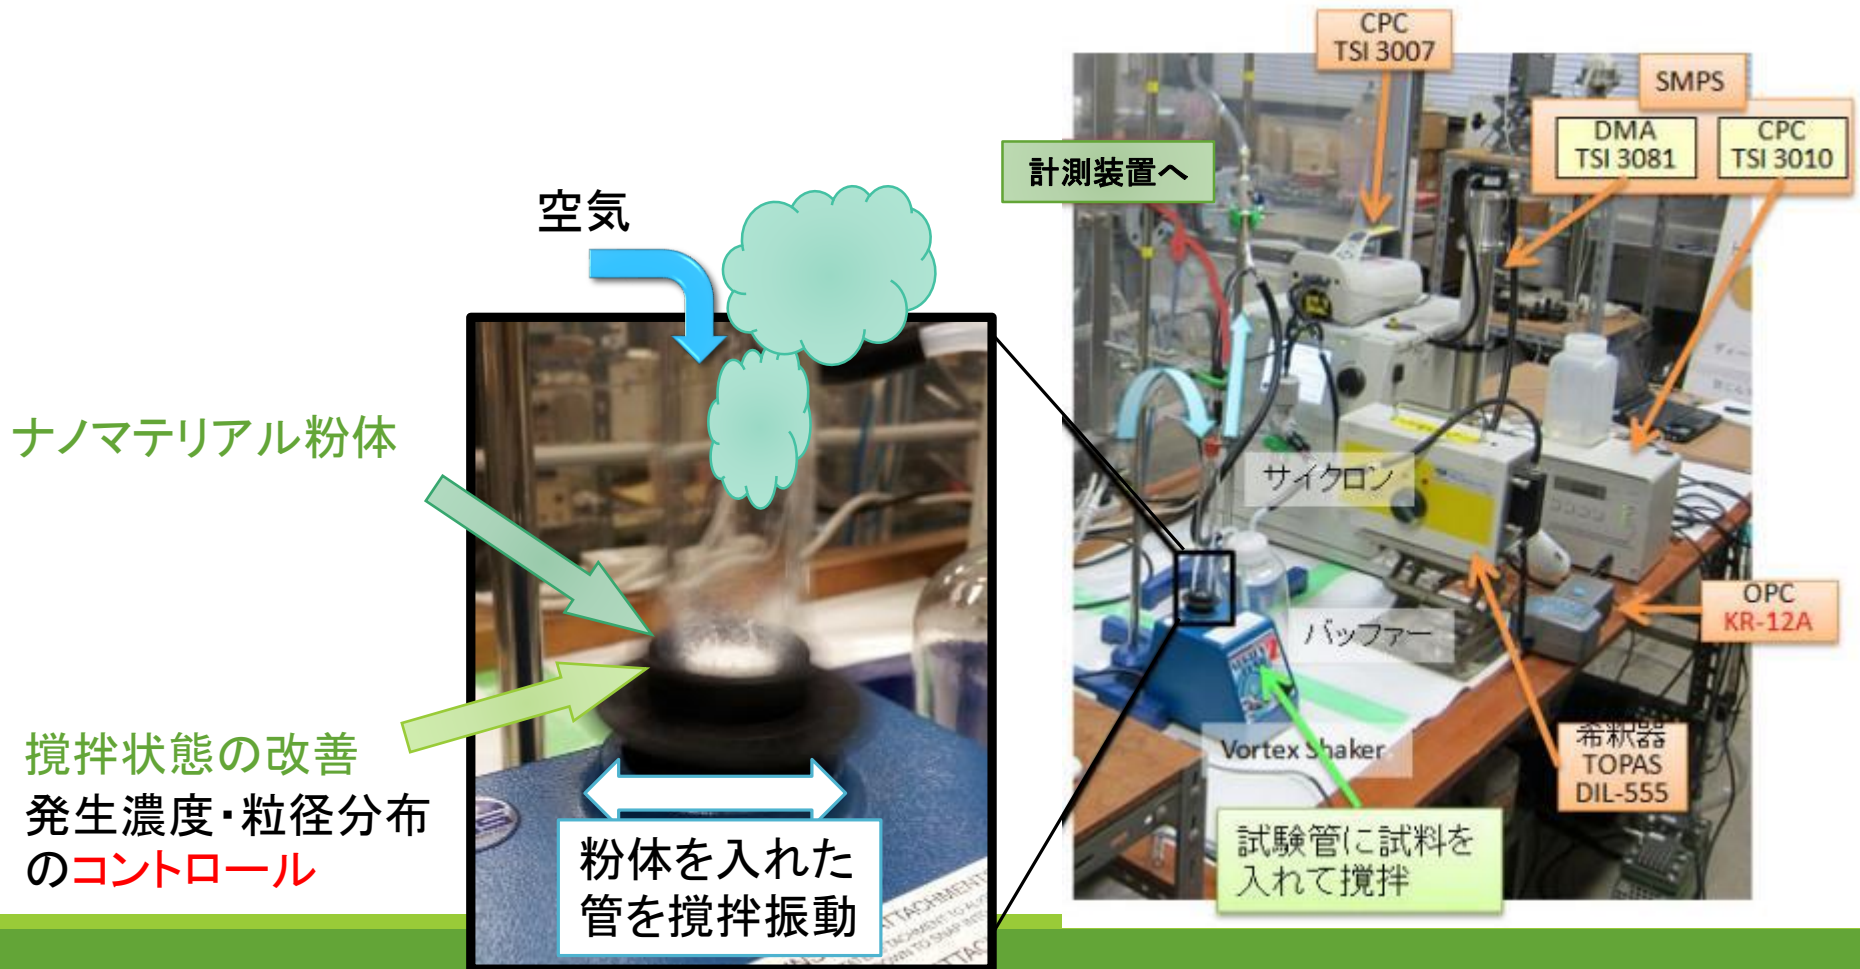 CPC
TSI 3007
SMPS
DMA
TSI 3081
CPC
TSI 3010
計測装置へ
空気
ナノマテリアル粉体
サイクロン
OPC
KR-12A
バッファー
撹拌状態の改善
発生濃度・粒径分布
のコントロール
Vortex Shaker
希釈器
TOPAS
DIL-555
粉体を入れた
管を撹拌振動
試験管に試料を
入れて撹拌